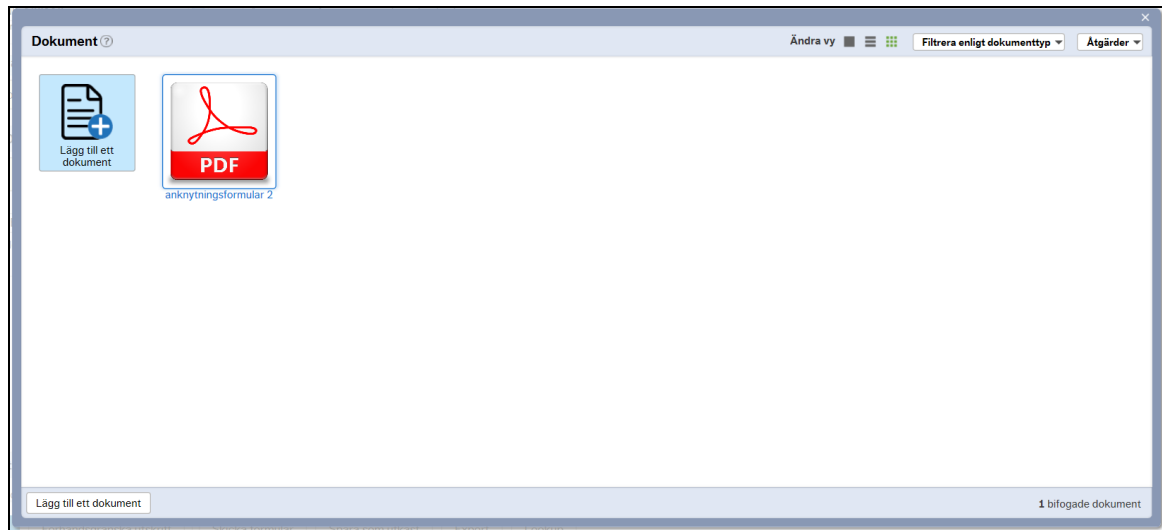 ×
Dokument ?
Ändra vy
Filtrera enligt dokumenttyp
Åtgärder
Lägg till ett
dokument
PDF
anknytningsformular 2
Lägg till ett dokument
1 bifogade dokument